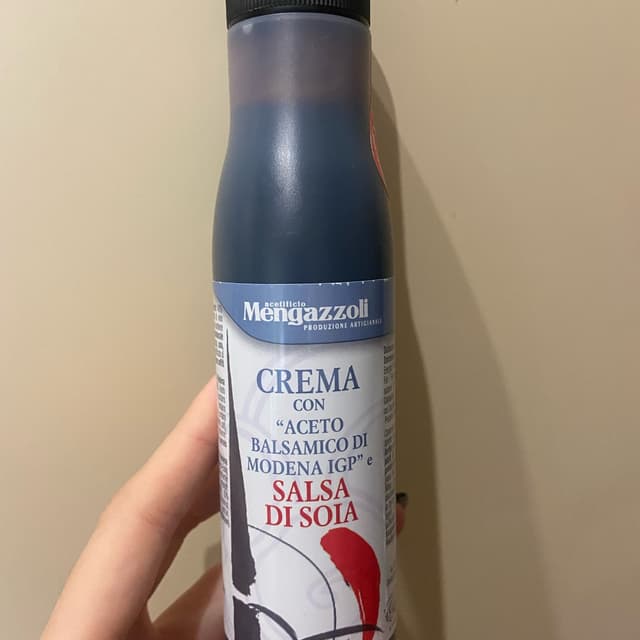 acetificio
Mengazzoli
PRODUZIONE ARTIGIANALE
CREMA
CON
“ACETO
BALSAMICO DI
MODENA IGP” e
SALSA
DI SOIA